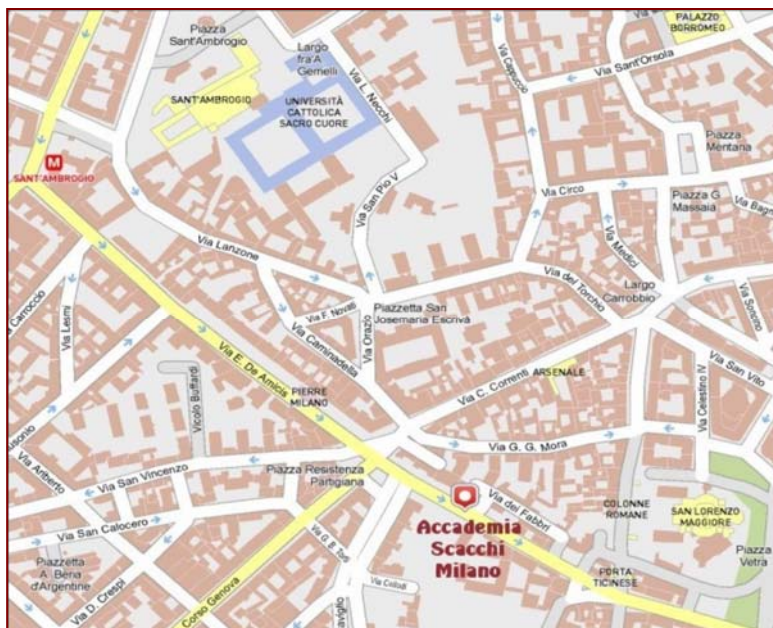 PALAZZO
BORROMEO
Piazza
Sant'Ambrogio
Largo
fra'A
Gemelli
Via Cappuccio
Via Sant'Orsola
SANT'AMBROGIO
UNIVERSITÀ
CATTOLICA
SACRO CUORE
Via L. Necchi
Piazza
Mentana
M
SANT'AMBROGIO
Via San Pio V
Via Circo
Piazza G
Massaia
Via Lanzone
Via Medici
Via del Torchio
Largo
Carrobbio
Via Soncino
Via Lesmi
Via F. Novati
Via Orazio
Piazzetta San
Josemaria Escrivà
Via Caminadella
Via E. De Amicis
Via C. Correnti
ARSENALE
Via San Vito
Via Celestino IV
PIERRE
MILANO
Vicolo Buffardi
Via G. G. Mora
Via Ariberto
Via San Vincenzo
Piazza Resistenza
Partigiana
Via dei Fabbri
COLONNE
ROMANE
SAN LORENZO
MAGGIORE
Via San Calocero
Accademia
Scacchi
Milano
Piazza
Vetra
Piazzetta
A. Beria
d'Argentine
Via G. B. Torti
Via Collodi
PORTA
TICINESE
Via D. Crespi
Corso Genova